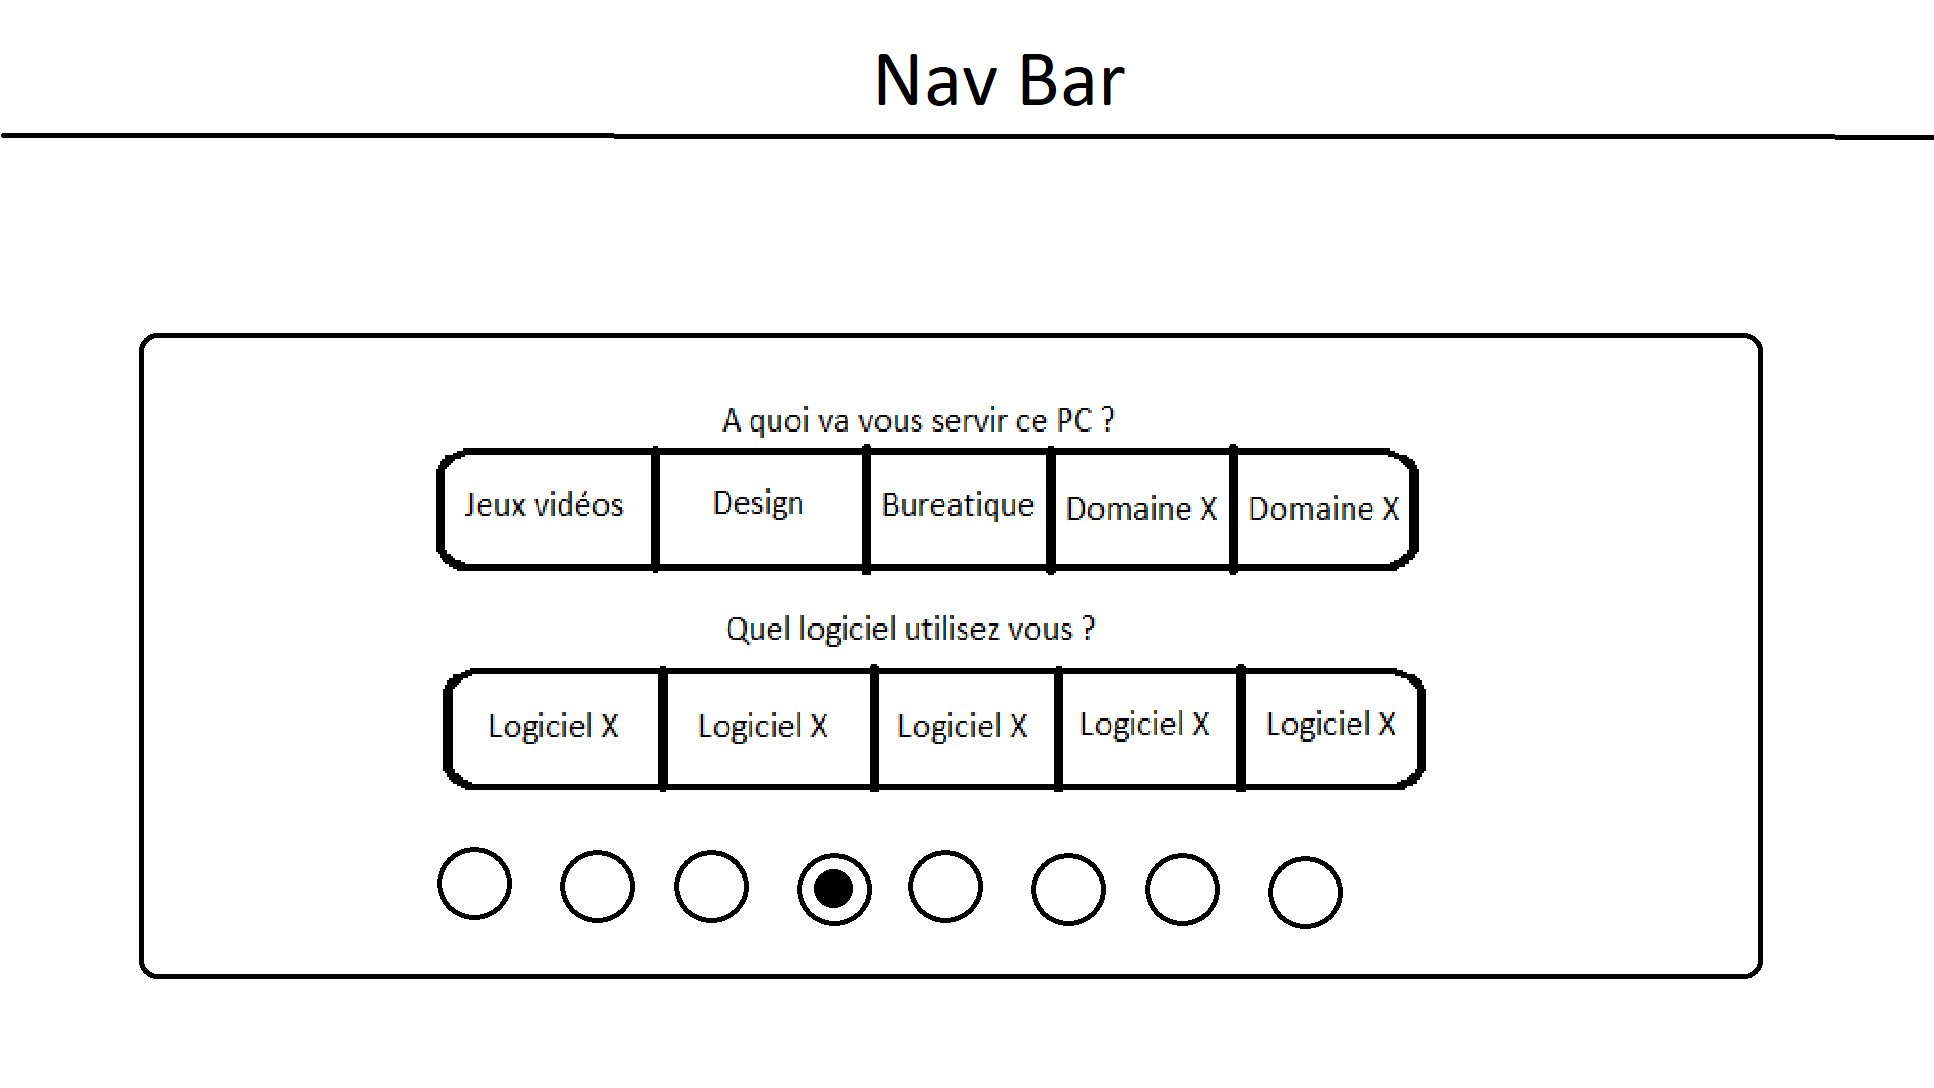 Nav Bar
A quoi va vous servir ce PC ?
Jeux vidéos Design Bureatique Domaine X Domaine X
Quel logiciel utilisez vous ?
Logiciel X Logiciel X Logiciel X Logiciel X Logiciel X